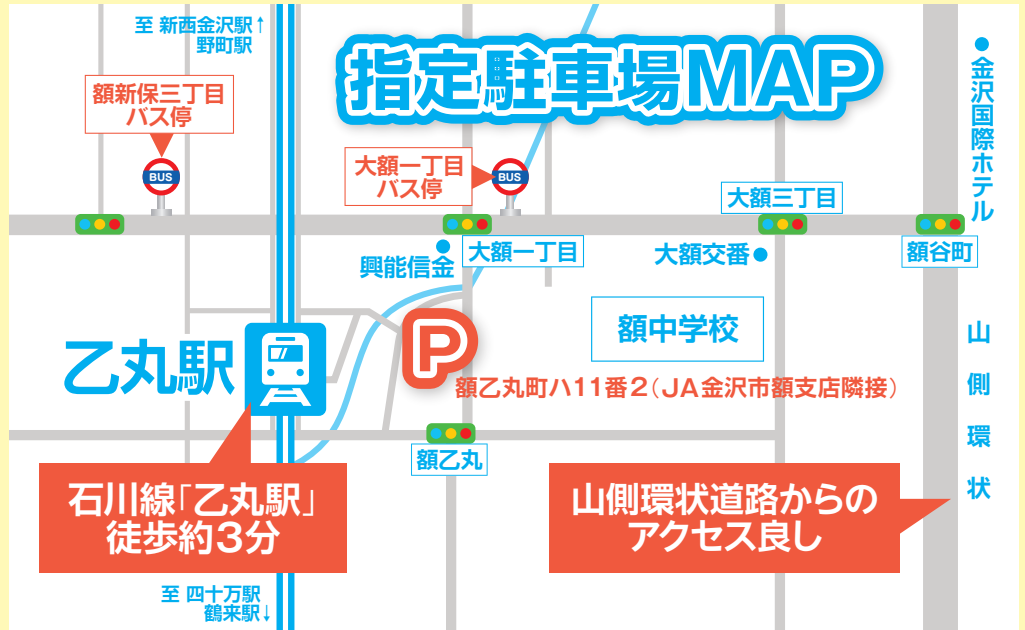 至 新西金沢駅↑
野町駅
指定駐車場MAP
額新保三丁目
バス停
BUS
大額一丁目
バス停
BUS
●金沢国際ホテル
大額三丁目
大額一丁目
興能信金
大額交番●
額谷町
額中学校
山側環状
乙丸駅
P
額乙丸町ハ11番2(JA金沢市額支店隣接)
額乙丸
石川線「乙丸駅」
徒歩約3分
山側環状道路からの
アクセス良し
至 四十万駅
鶴来駅↓